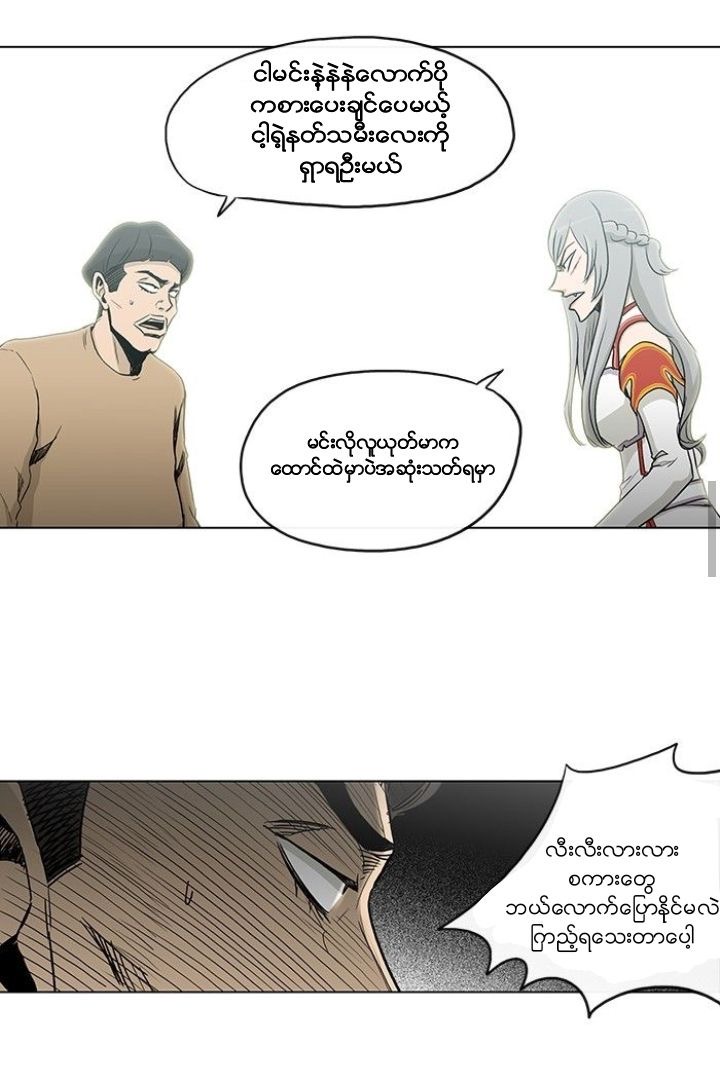 ငါမင်းနဲ့နဲနဲလောက်ပို
ကစားပေးချင်ပေမယ့်
ငါ့ရဲ့နတ်သမီးလေးကို
ရှာရဦးမယ်
မင်းလိုလူယုတ်မာက
ထောင်ထဲမှာပဲအဆုံးသတ်ရမှာ
လီးလီးလားလား
စကားတွေ
ဘယ်လောက်ပြောနိုင်မလဲ
ကြည့်ရသေးတာပေါ့